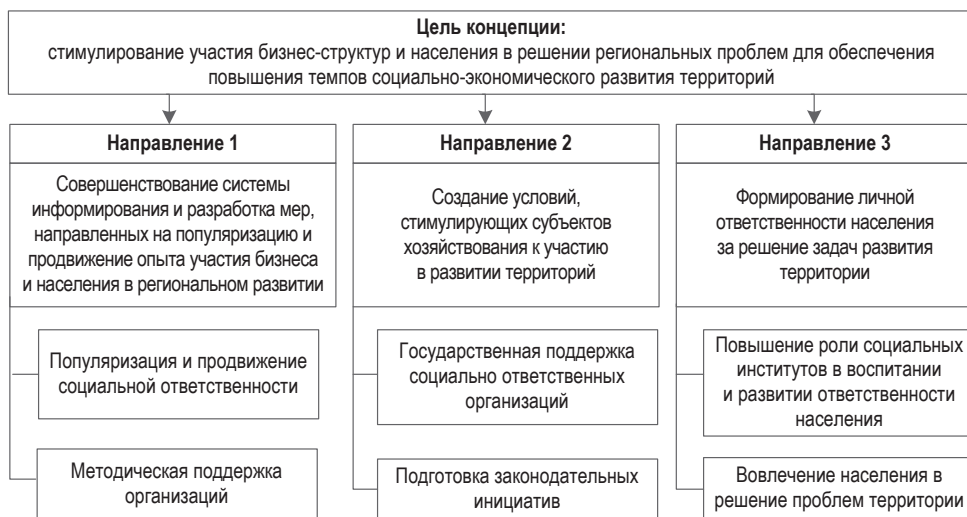 Цель концепции:
стимулирование участия бизнес-структур и населения в решении региональных проблем для обеспечения
повышения темпов социально-экономического развития территорий
Направление 1
Совершенствование системы
информирования и разработка мер,
направленных на популяризацию и
продвижение опыта участия бизнеса
и населения в региональном развитии
Популяризация и продвижение
социальной ответственности
Методическая поддержка
организаций
Направление 2
Создание условий,
стимулирующих субъектов
хозяйствования к участию
в развитии территорий
Государственная поддержка
социально ответственных
организаций
Подготовка законодательных
инициатив
Направление 3
Формирование личной
ответственности населения
за решение задач развития
территории
Повышение роли социальных
институтов в воспитании
и развитии ответственности
населения
Вовлечение населения в
решение проблем территории